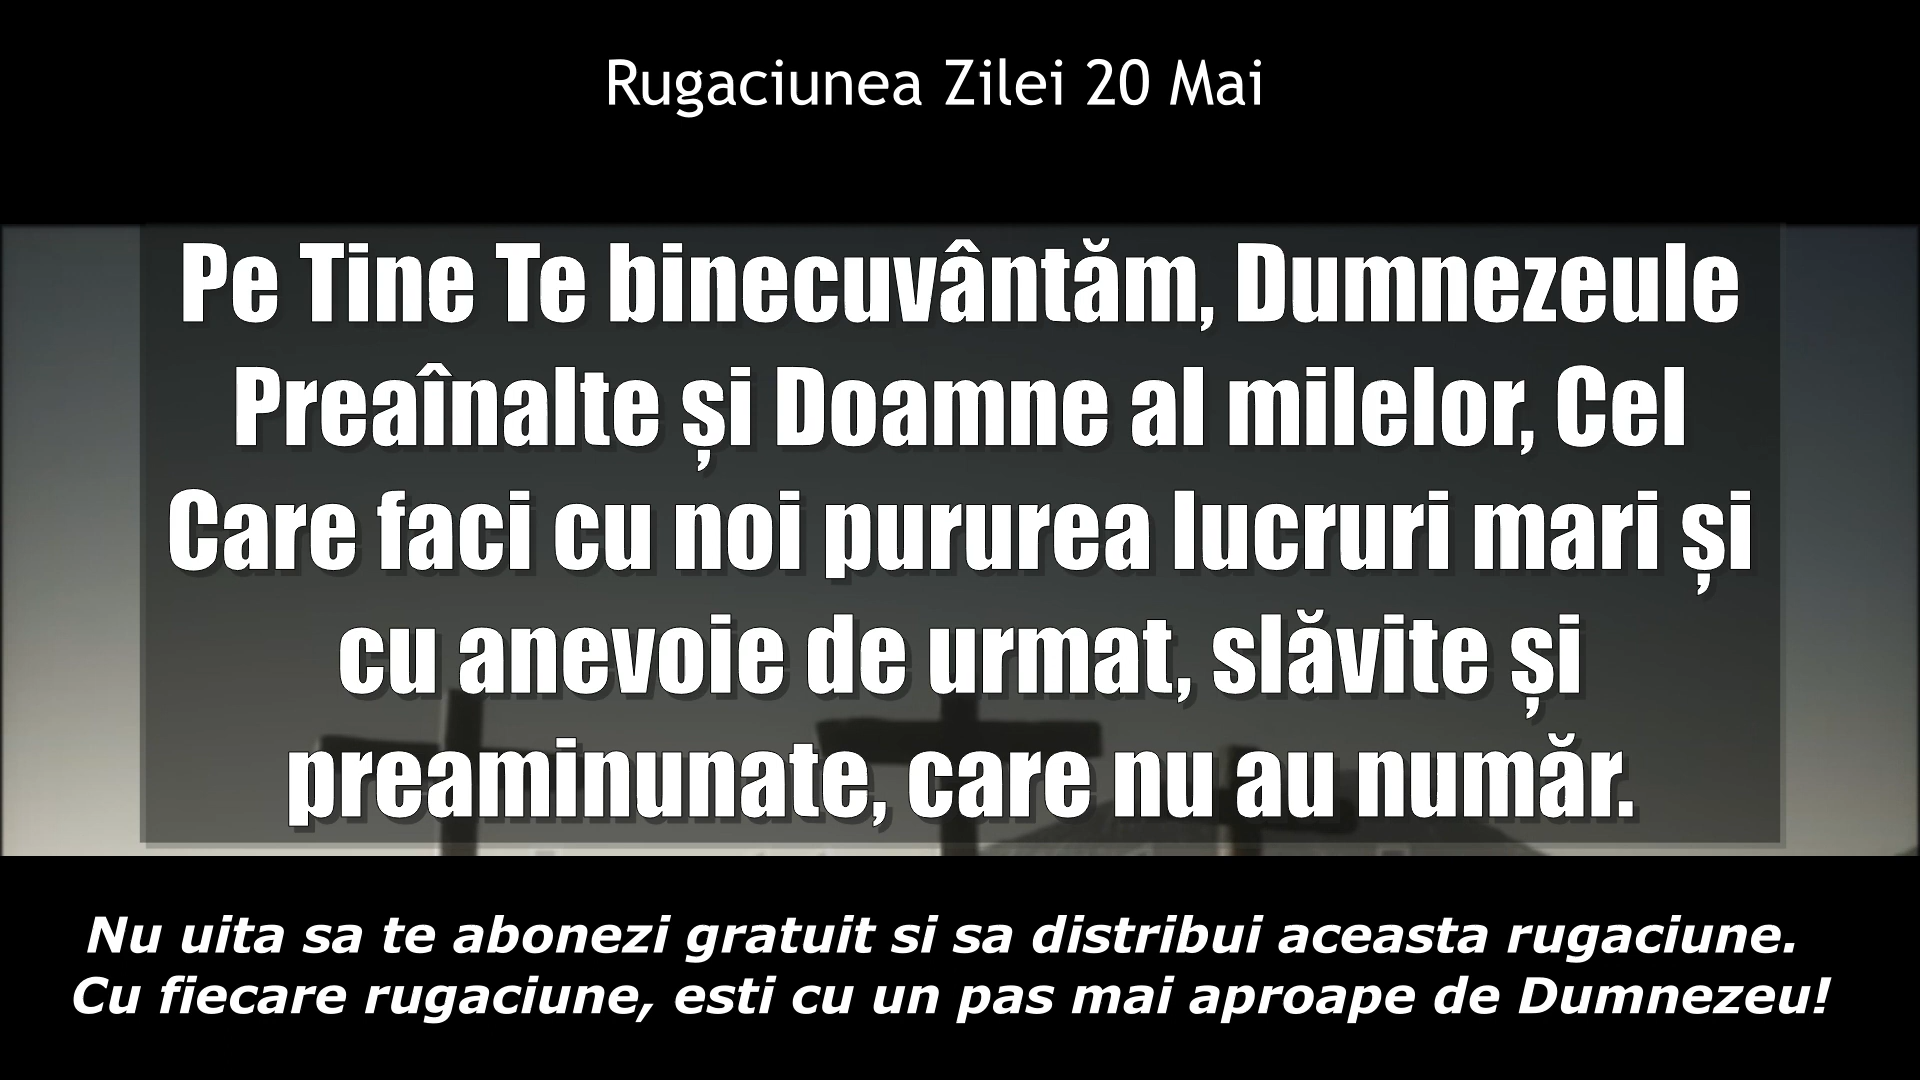 Rugaciunea Zilei 20 Mai
Pe Tine Te binecuvântăm, Dumnezeule
Preaînalte și Doamne al milelor, Cel
Care faci cu noi pururea lucruri mari și
cu anevoie de urmat, slăvite și
preaminunate, care nu au număr.
Nu uita sa te abonezi gratuit si sa distribui aceasta rugaciune.
Cu fiecare rugaciune, esti cu un pas mai aproape de Dumnezeu!